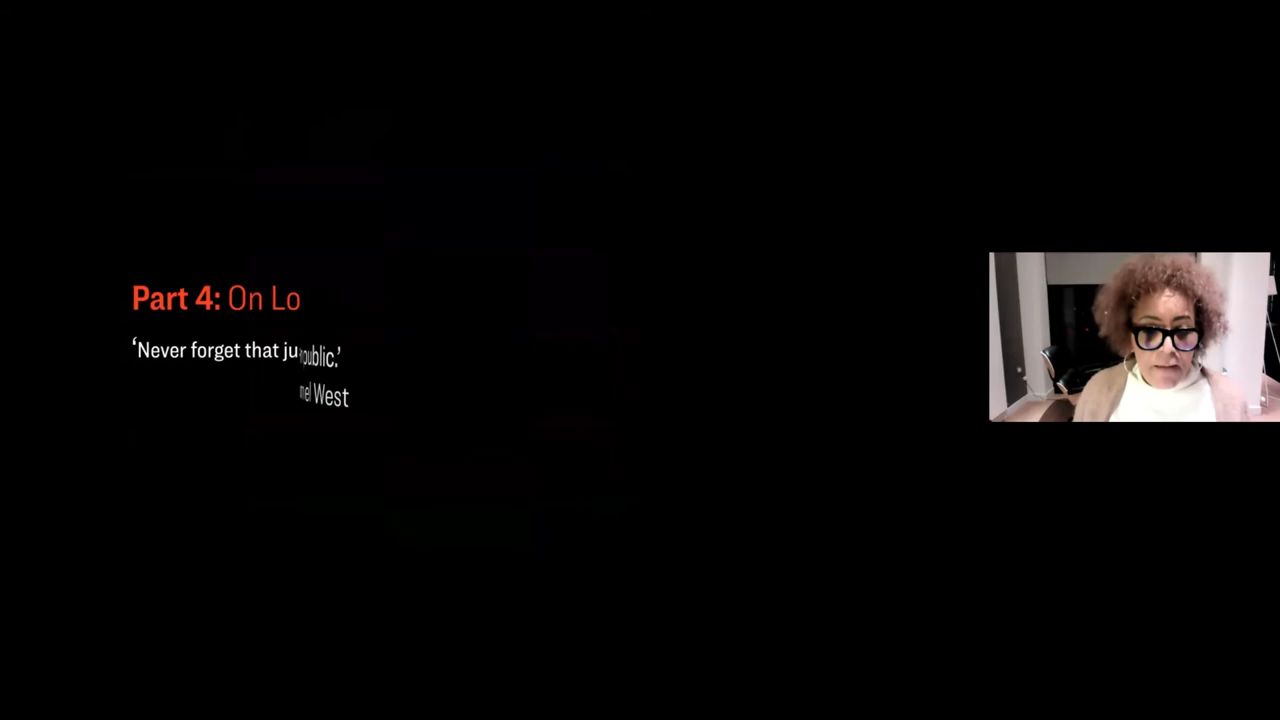 Part 4: On Lo
‘Never forget that ju
public.’
West